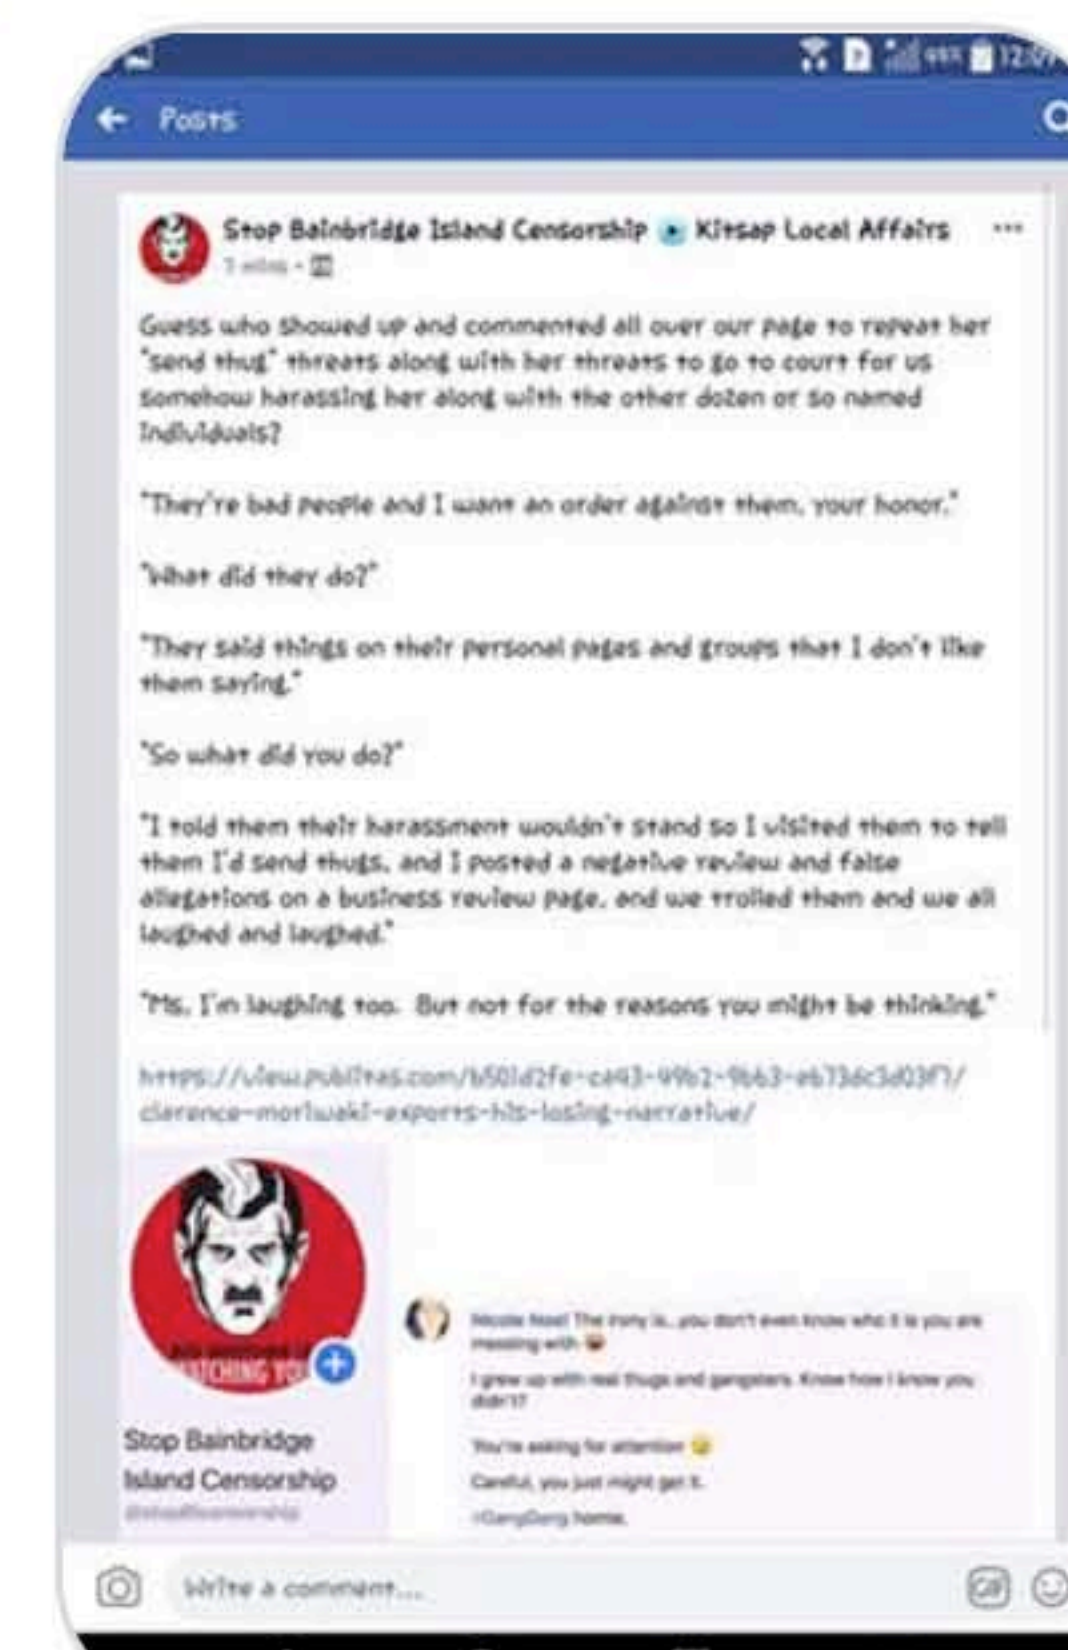 12:09
Posts
Stop Bainbridge Island Censorship ▸ Kitsap Local Affairs
7 mins •
Guess who showed up and commented all over our page to repeat her
"send thug" threats along with her threats to go to court for us
somehow harassing her along with the other dozen or so named
individuals?
"They're bad people and I want an order against them, your honor."
"What did they do?"
"They said things on their personal pages and groups that I don't like
them saying."
"So what did you do?"
"I told them their harassment wouldn't stand so I visited them to tell
them I'd send thugs, and I posted a negative review and false
allegations on a business review page, and we trolled them and we all
laughed and laughed."
"Ms, I'm laughing too. But not for the reasons you might be thinking."
clarence-moriwaki-exports-his-losing-narrative/
WATCHING YOU
Stop Bainbridge
Island Censorship
The irony is...you don't even know who it is you are
messing with
I grew up with real thugs and gangsters. Know how I know you
didn't?
You're asking for attention
Careful, you just might get it.
#GangGang homie.
Write a comment...
GIF